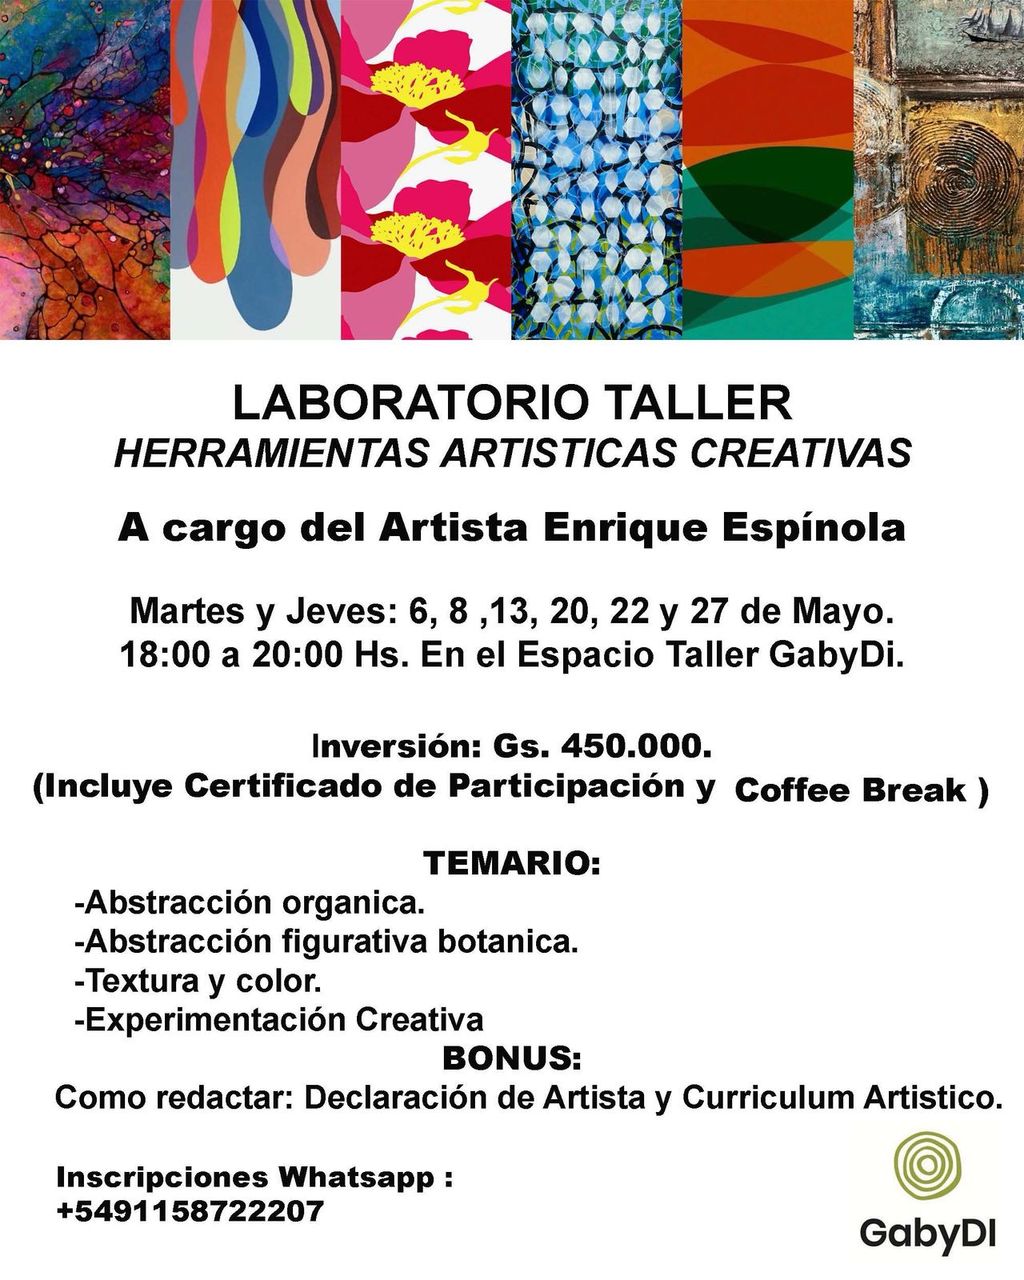 LABORATORIO TALLER
HERRAMIENTAS ARTISTICAS CREATIVAS
A cargo del Artista Enrique Espínola
Martes y Jeves: 6, 8 ,13, 20, 22 y 27 de Mayo.
18:00 a 20:00 Hs. En el Espacio Taller GabyDi.
Inversión: Gs. 450.000.
(Incluye Certificado de Participación y Coffee Break )
TEMARIO:
-Abstracción organica.
-Abstracción figurativa botanica.
-Textura y color.
-Experimentación Creativa
BONUS:
Como redactar: Declaración de Artista y Curriculum Artistico.
Inscripciones Whatsapp :
+5491158722207
GabyDI